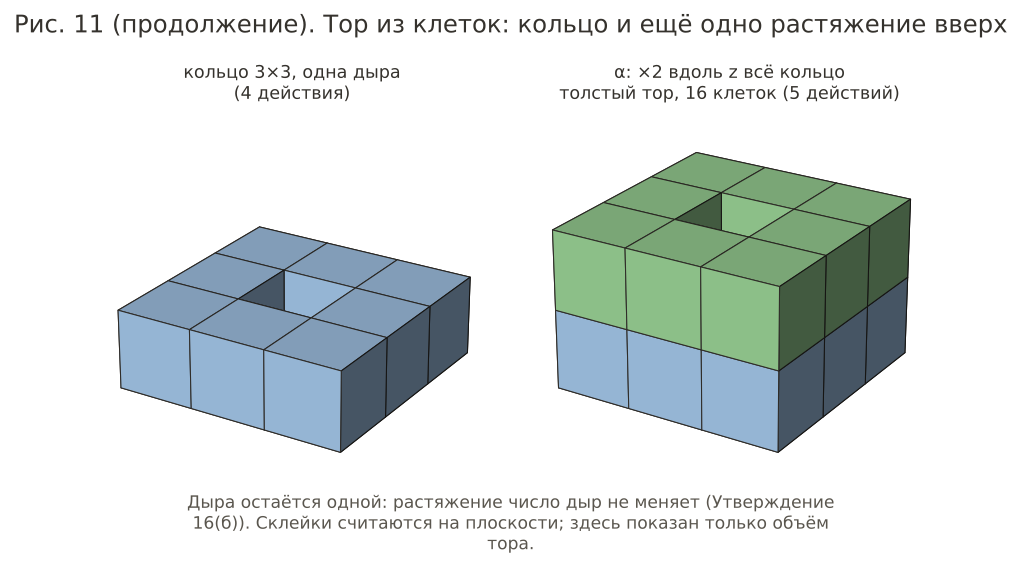 Рис. 11 (продолжение). Тор из клеток: кольцо и ещё одно растяжение вверх
кольцо 3×3, одна дыра
(4 действия)
α: ×2 вдоль z всё кольцо
толстый тор, 16 клеток (5 действий)
Дыра остаётся одной: растяжение число дыр не меняет (Утверждение
16(б)). Склейки считаются на плоскости; здесь показан только объём
тора.